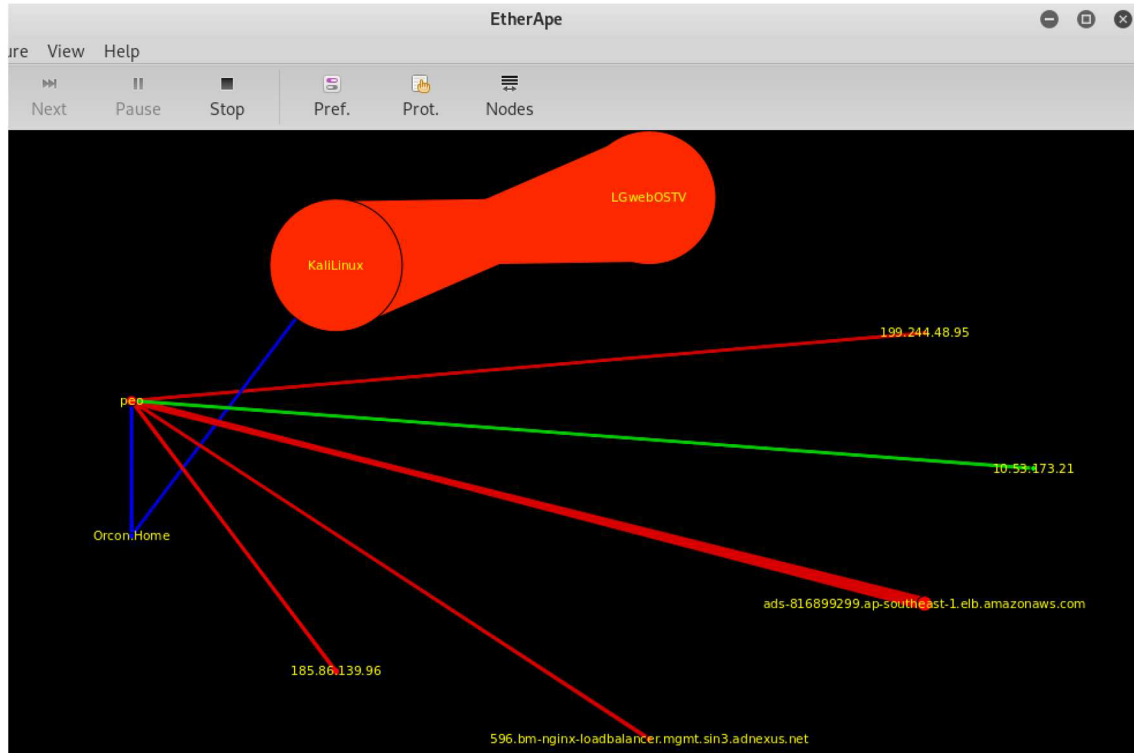 EtherApe
ure View Help
Next Pause Stop Pref. Prot. Nodes
LGwebOSTV
KaliLinux
199.244.48.95
peo
10.53.173.21
Orcon.Home
ads-816899299.ap-southeast-1.elb.amazonaws.com
185.86.139.96
596.bm-nginx-loadbalancer.mgmt.sin3.adnexus.net